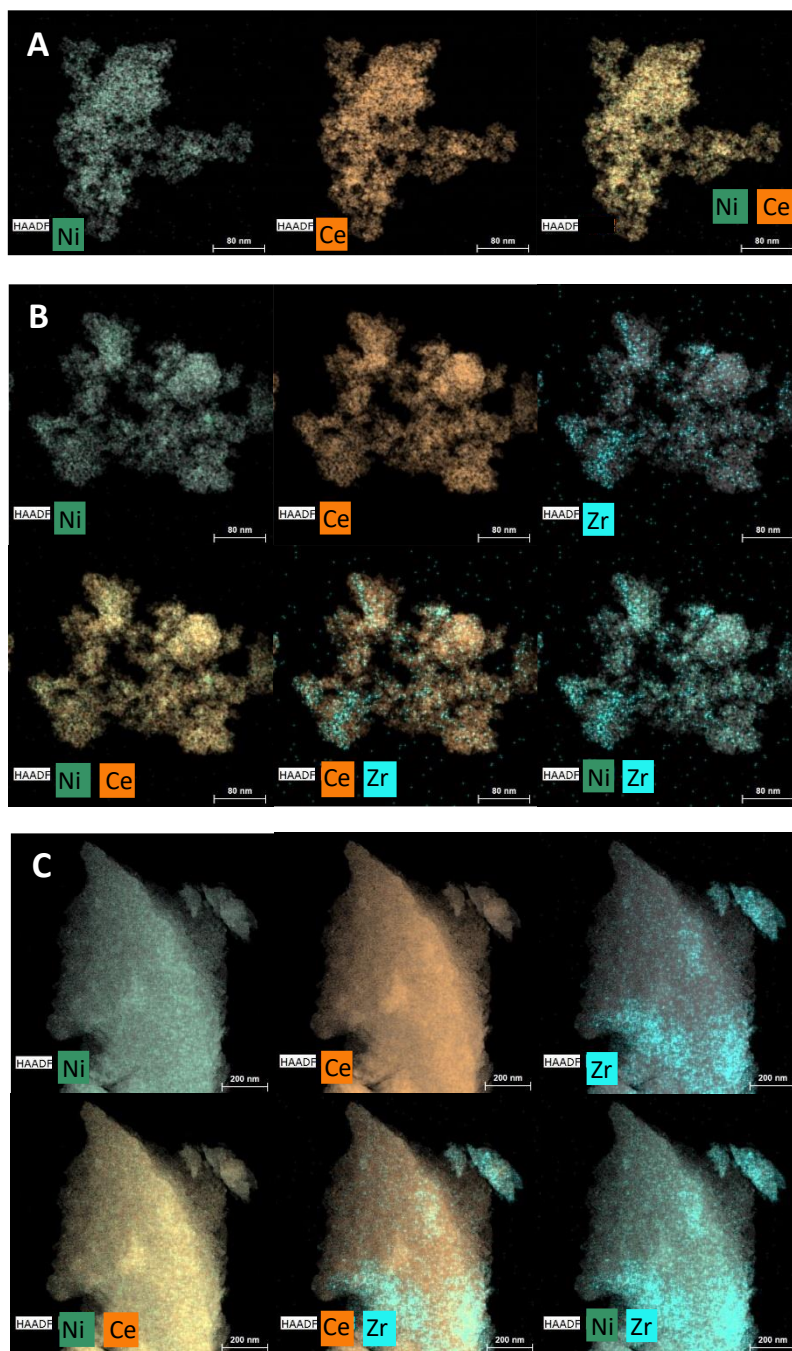 A
HAADF Ni 80 nm
HAADF Ce 80 nm
HAADF Ni Ce 80 nm
B
HAADF Ni 80 nm
HAADF Ce 80 nm
HAADF Zr 80 nm
HAADF Ni Ce 80 nm
HAADF Ce Zr 80 nm
HAADF Ni Zr 80 nm
C
HAADF Ni 200 nm
HAADF Ce 200 nm
HAADF Zr 200 nm
HAADF Ni Ce 200 nm
HAADF Ce Zr 200 nm
HAADF Ni Zr 200 nm